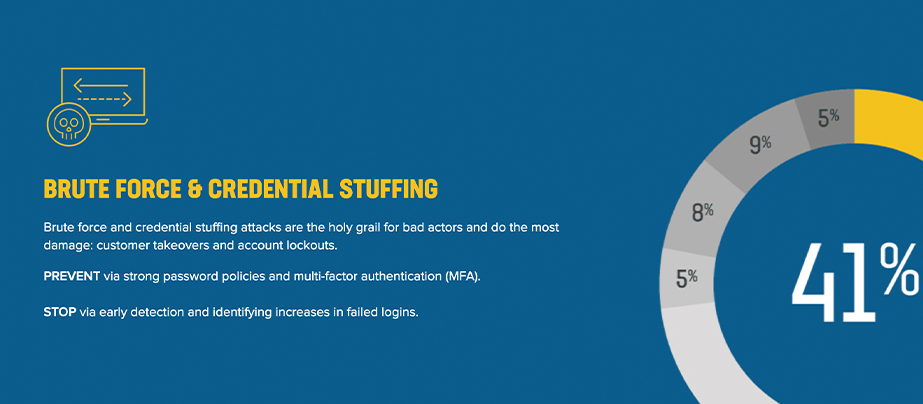 BRUTE FORCE & CREDENTIAL STUFFING
Brute force and credential stuffing attacks are the holy grail for bad actors and do the most
damage: customer takeovers and account lockouts.
PREVENT via strong password policies and multi-factor authentication (MFA).
STOP via early detection and identifying increases in failed logins.
5%
9%
8%
5%
41%